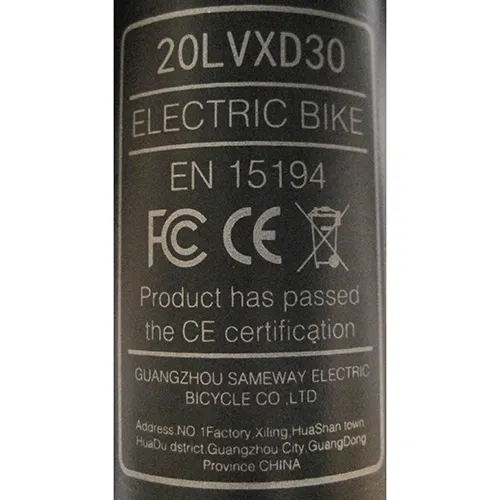 20LVXD30
ELECTRIC BIKE
EN 15194
FC CE
Product has passed
the CE certification
GUANGZHOU SAMEWAY ELECTRIC
BICYCLE CO ,LTD
Address.NO.1Factory,Xiling,HuaShan town,
HuaDu dstrict.Guangzhou City,GuangDong
Province CHINA